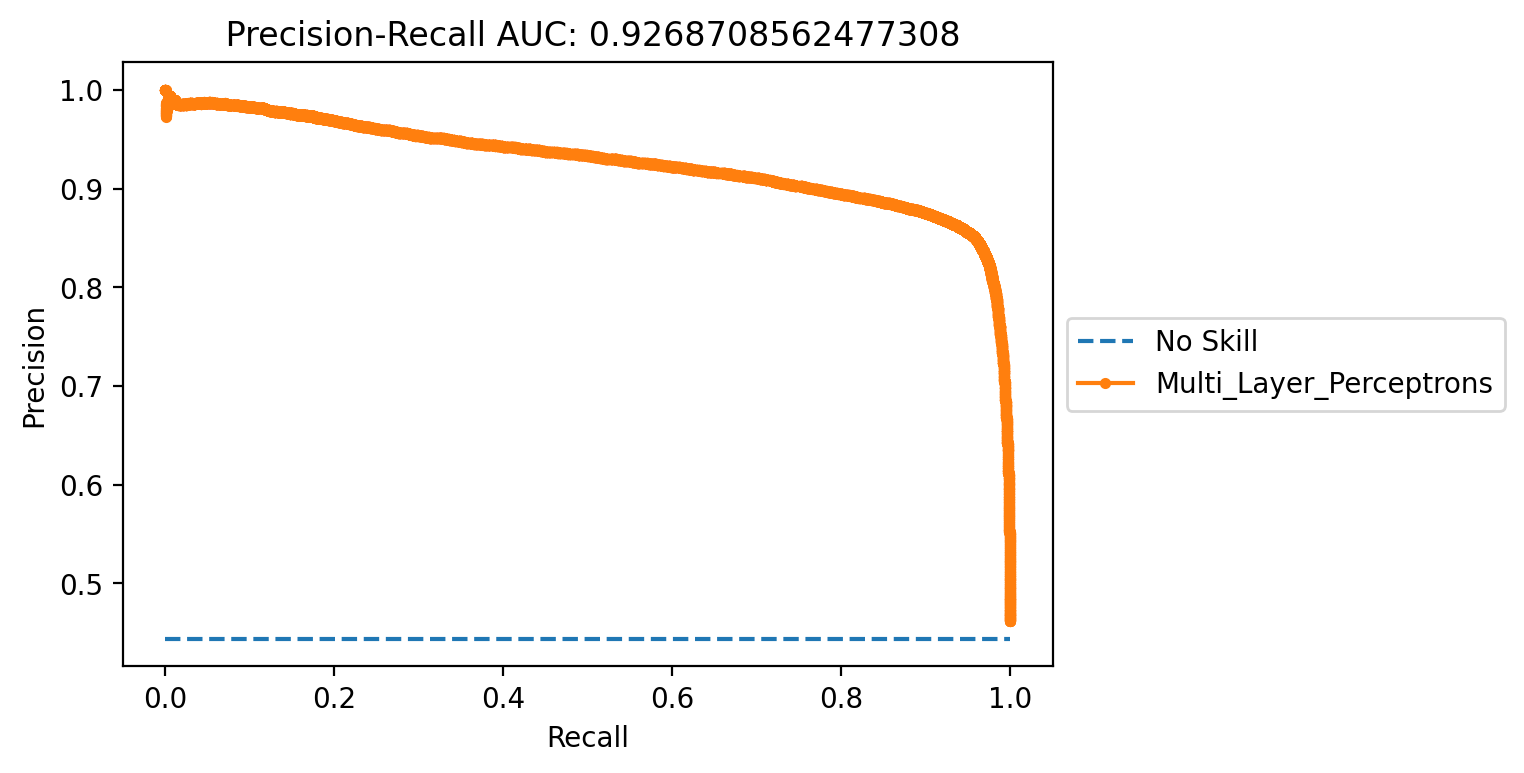 Precision-Recall AUC: 0.9268708562477308
1.0
0.9
0.8
0.7
0.6
0.5
Precision
0.0 0.2 0.4 0.6 0.8 1.0
Recall
No Skill
Multi_Layer_Perceptrons